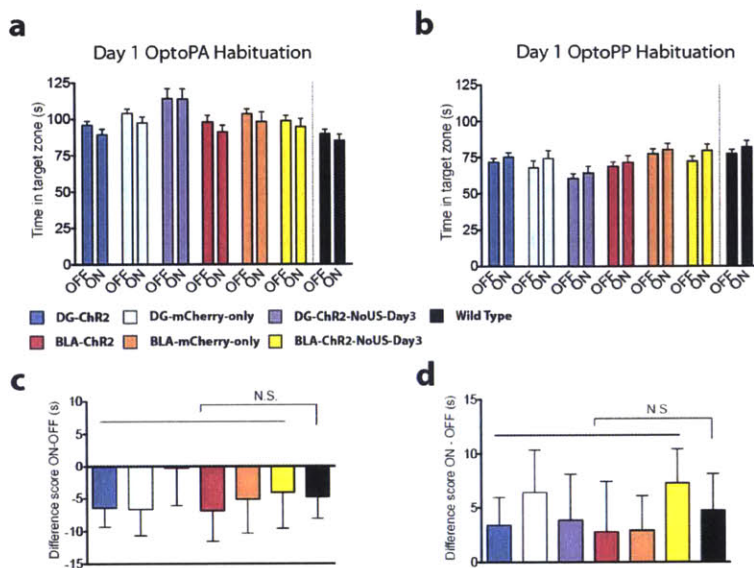 a
Day 1 OptoPA Habituation
Time in target zone (s)
125
100
75
50
25
0
OFF ON OFF ON OFF ON OFF ON OFF ON OFF ON OFF ON
b
Day 1 OptoPP Habituation
Time in target zone (s)
125
100
75
50
25
0
OFF ON OFF ON OFF ON OFF ON OFF ON OFF ON OFF ON
DG-ChR2 DG-mCherry-only DG-ChR2-NoUS-Day3 Wild Type
BLA-ChR2 BLA-mCherry-only BLA-ChR2-NoUS-Day3
c
Difference score ON-OFF (s)
10
5
0
-5
-10
-15
N.S.
d
Difference score ON - OFF (s)
15
10
5
0
N S